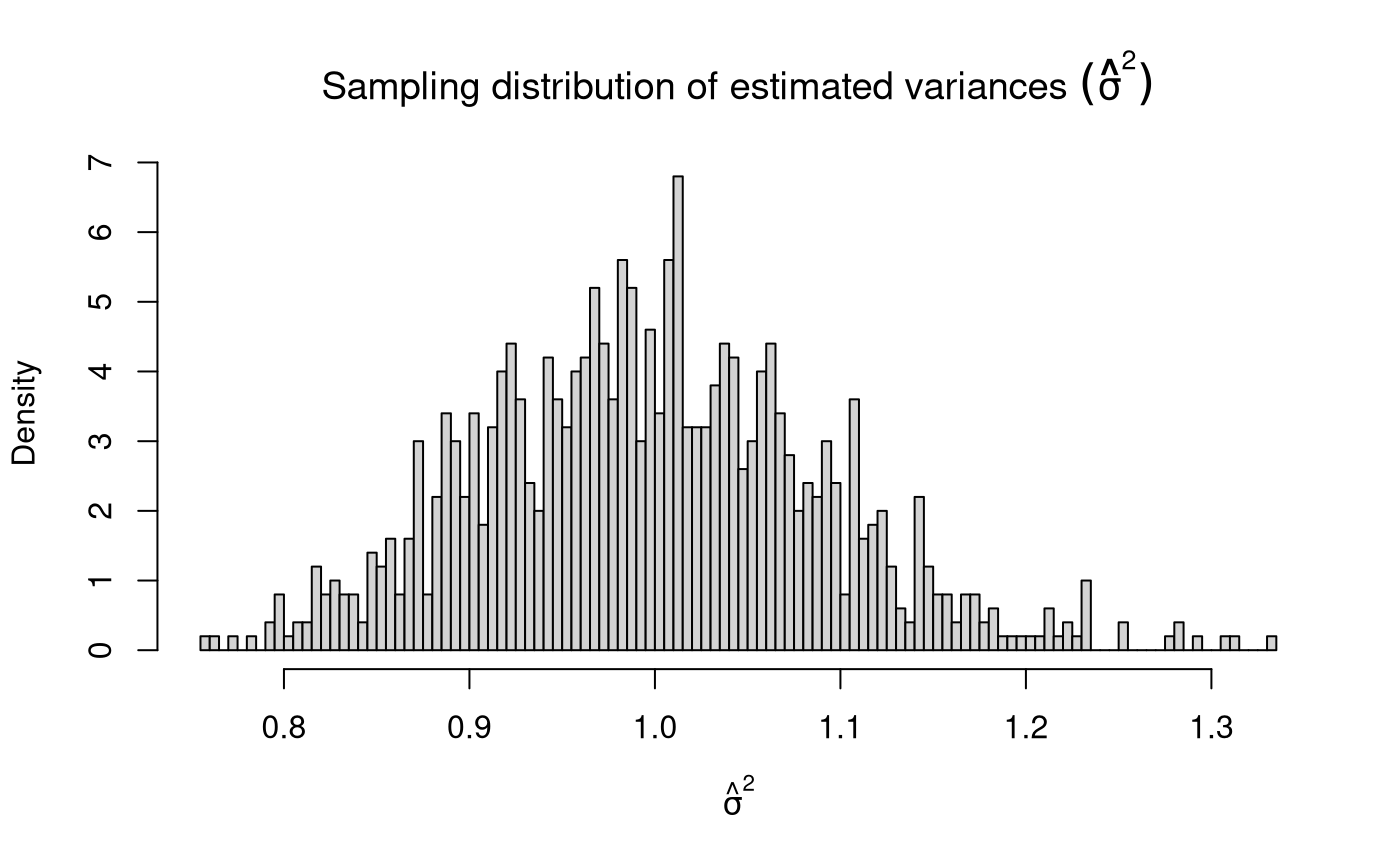 Sampling distribution of estimated variances (σ̂²)
Density
7
6
5
4
3
2
1
0
0.8 0.9 1.0 1.1 1.2 1.3
σ̂²